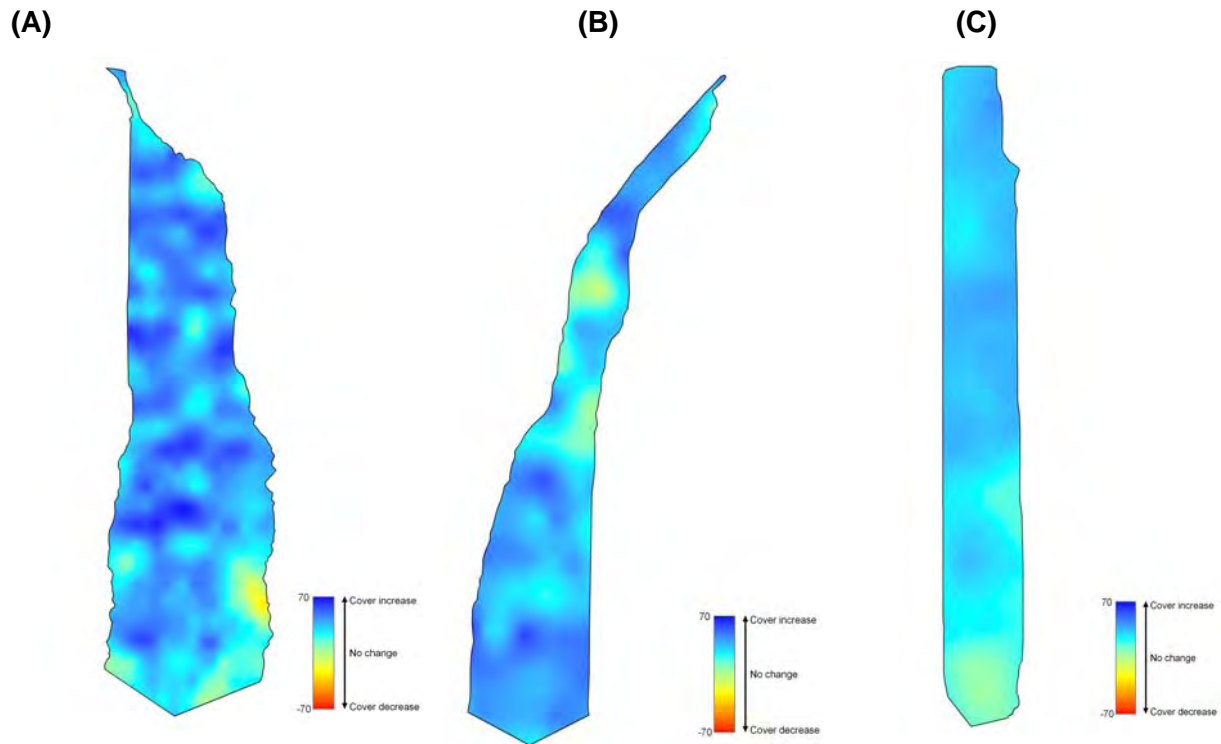 (A)
(B)
(C)
70
Cover increase
No change
-70
Cover decrease
70
Cover increase
No change
-70
Cover decrease
70
Cover increase
No change
-70
Cover decrease